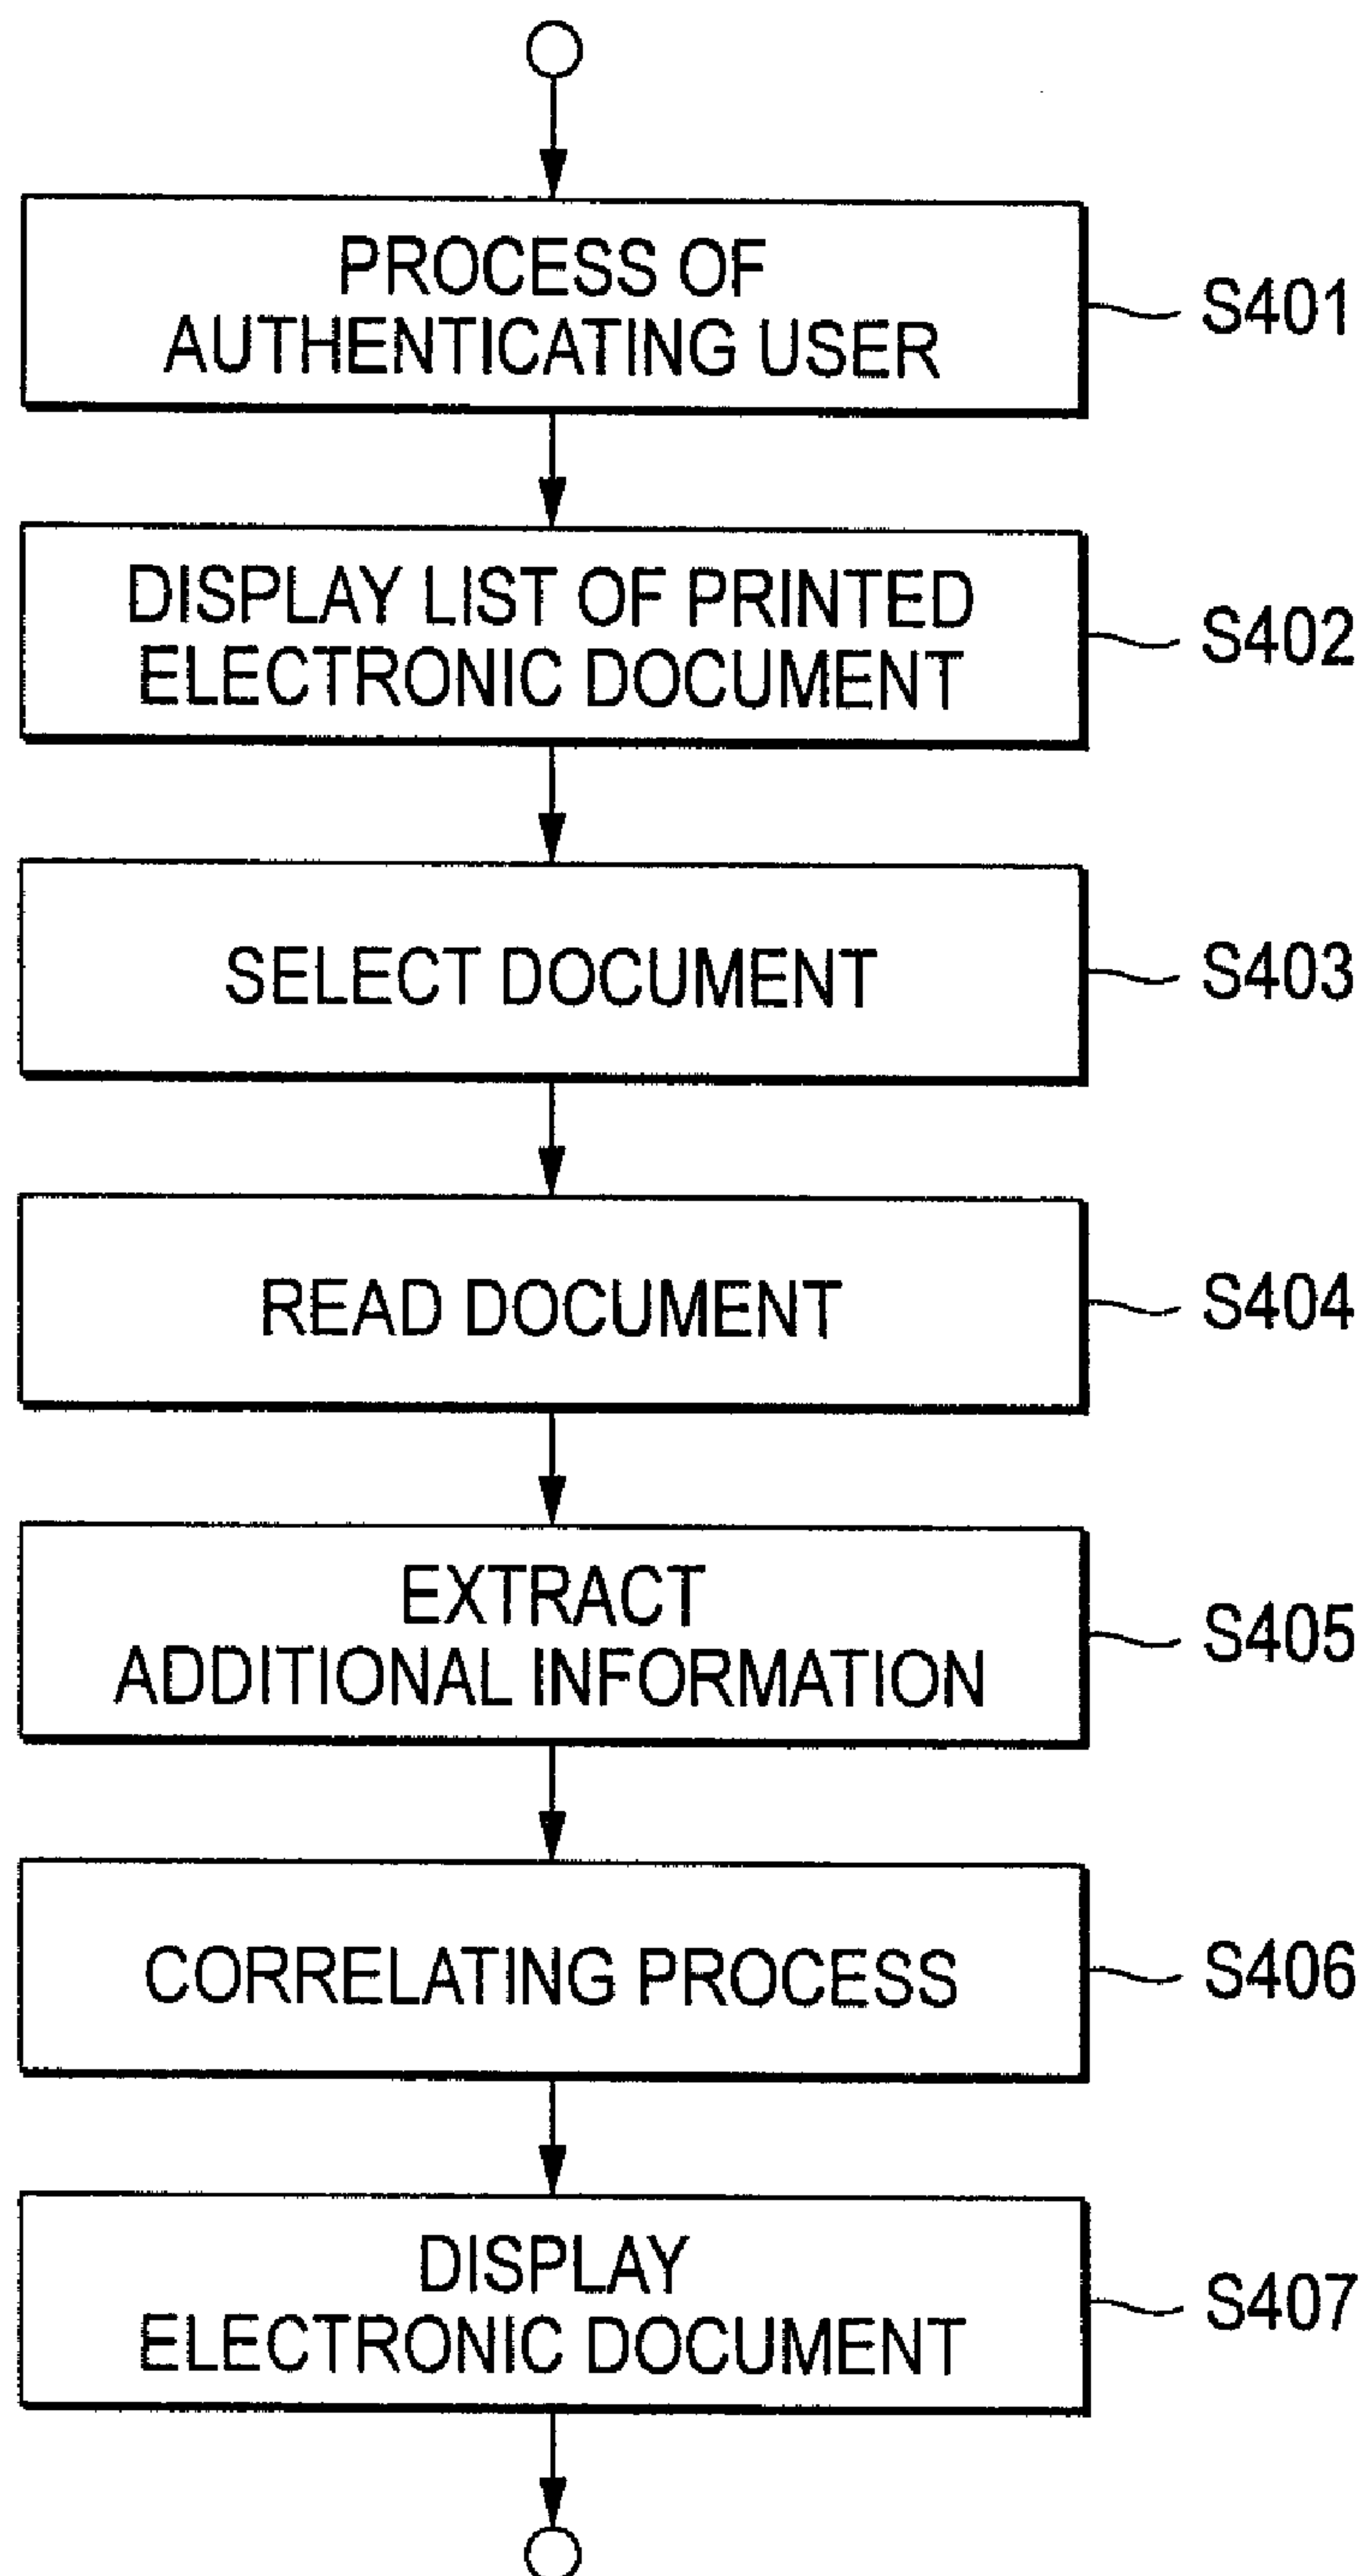 PROCESS OF
AUTHENTICATING USER
S401
DISPLAY LIST OF PRINTED
ELECTRONIC DOCUMENT
S402
SELECT DOCUMENT
S403
READ DOCUMENT
S404
EXTRACT
ADDITIONAL INFORMATION
S405
CORRELATING PROCESS
S406
DISPLAY
ELECTRONIC DOCUMENT
S407